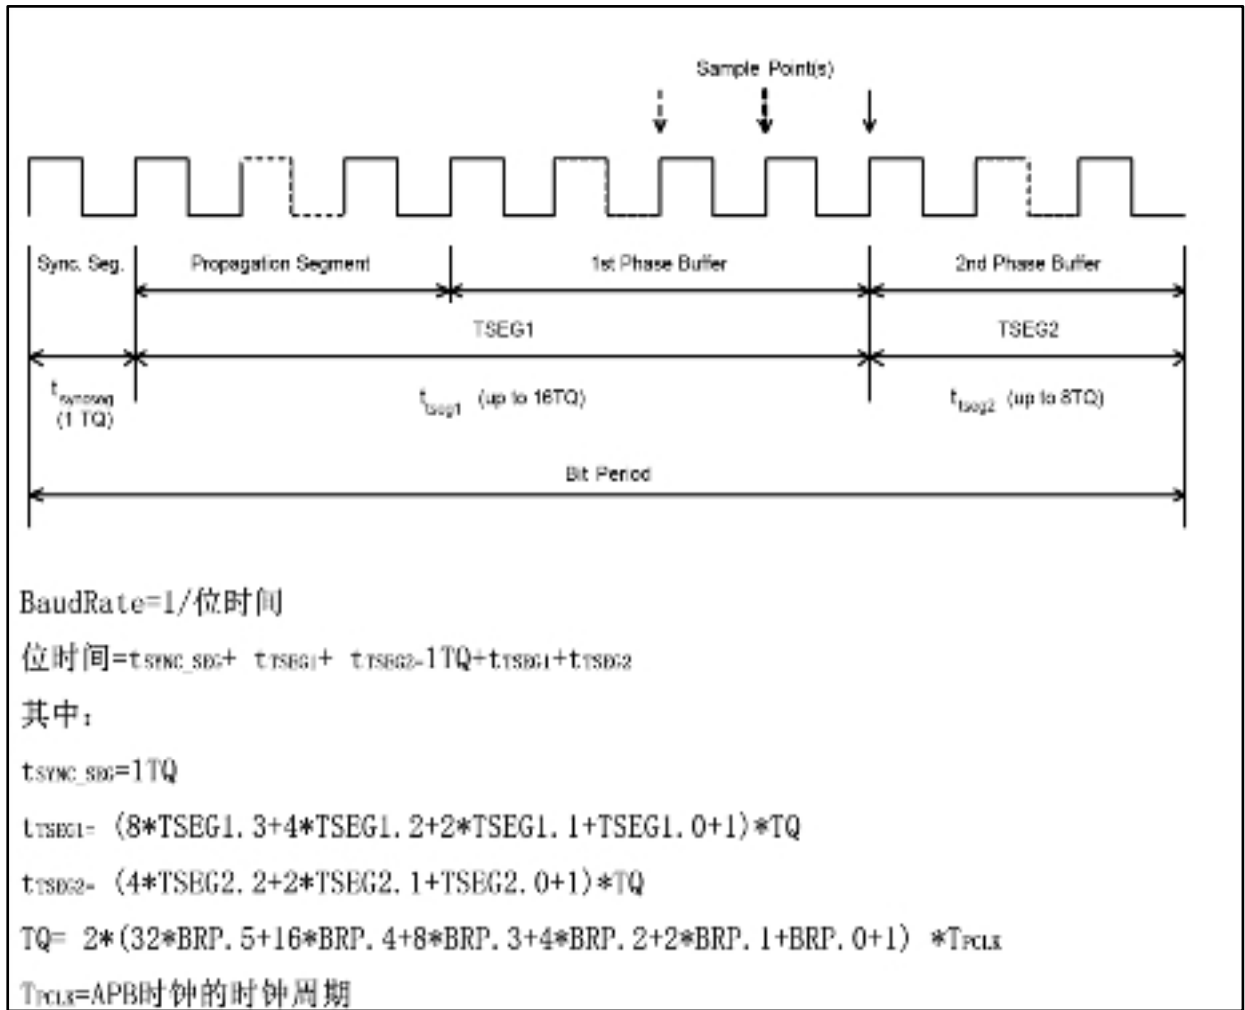 Sample Point(s)
Sync. Seg.
Propagation Segment
1st Phase Buffer
2nd Phase Buffer
TSEG1
TSEG2
tsyncseg
(1 TQ)
ttseg1 (up to 16TQ)
ttseg2 (up to 8TQ)
Bit Period
BaudRate=1/位时间
位时间=tSYNC_SEG+ tTSEG1+ tTSEG2=1TQ+tTSEG1+tTSEG2
其中:
tSYNC_SEG=1TQ
tTSEG1= (8*TSEG1.3+4*TSEG1.2+2*TSEG1.1+TSEG1.0+1)*TQ
tTSEG2= (4*TSEG2.2+2*TSEG2.1+TSEG2.0+1)*TQ
TQ= 2*(32*BRP.5+16*BRP.4+8*BRP.3+4*BRP.2+2*BRP.1+BRP.0+1) *TPCLK
TPCLK=APB时钟的时钟周期